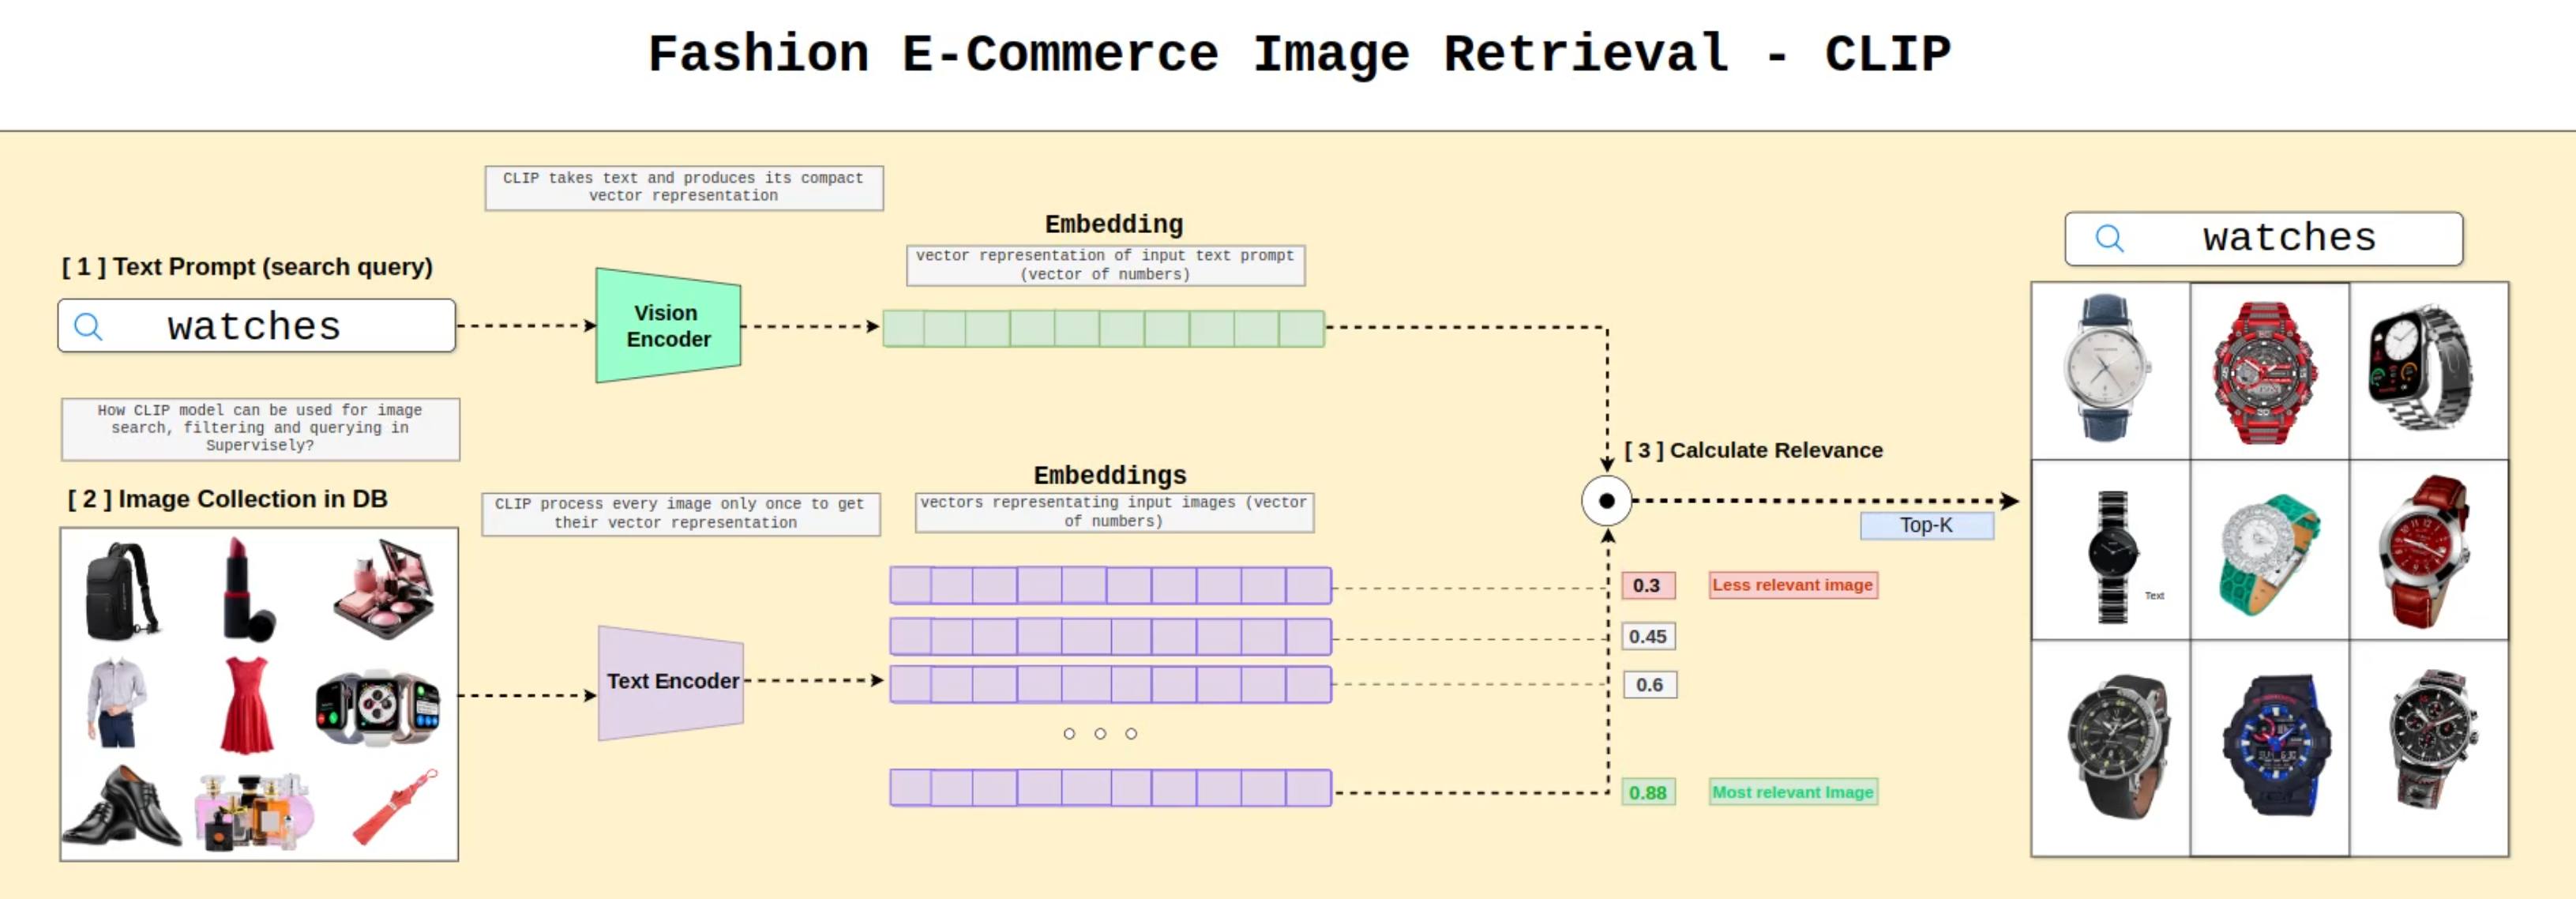 Fashion E-Commerce Image Retrieval - CLIP
CLIP takes text and produces its compact
vector representation
Embedding
vector representation of input text prompt
(vector of numbers)
[ 1 ] Text Prompt (search query)
watches
Vision
Encoder
How CLIP model can be used for image
search, filtering and querying in
Supervisely?
[ 2 ] Image Collection in DB
CLIP process every image only once to get
their vector representation
Embeddings
vectors representating input images (vector
of numbers)
Text Encoder
[ 3 ] Calculate Relevance
Top-K
0.3
Less relevant image
0.45
0.6
0.88
Most relevant Image
watches
Text